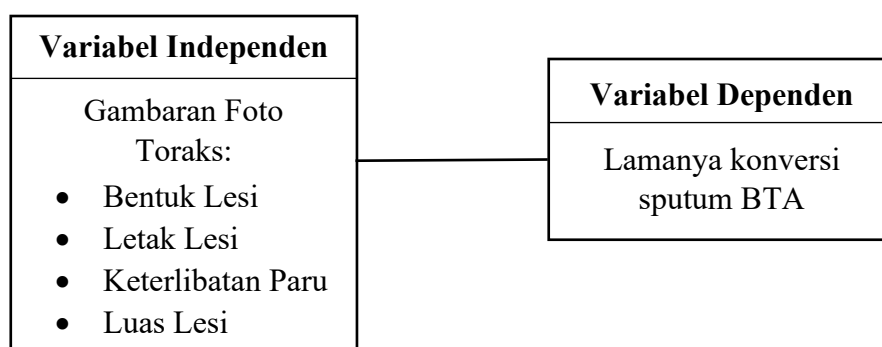 Variabel Independen
Gambaran Foto
Toraks:
• Bentuk Lesi
• Letak Lesi
• Keterlibatan Paru
• Luas Lesi
Variabel Dependen
Lamanya konversi
sputum BTA